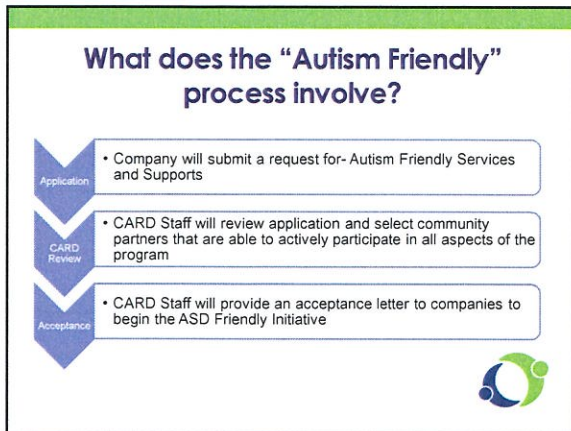 What does the “Autism Friendly”
process involve?
Application
• Company will submit a request for- Autism Friendly Services
and Supports
CARD
Review
• CARD Staff will review application and select community
partners that are able to actively participate in all aspects of the
program
Acceptance
• CARD Staff will provide an acceptance letter to companies to
begin the ASD Friendly Initiative